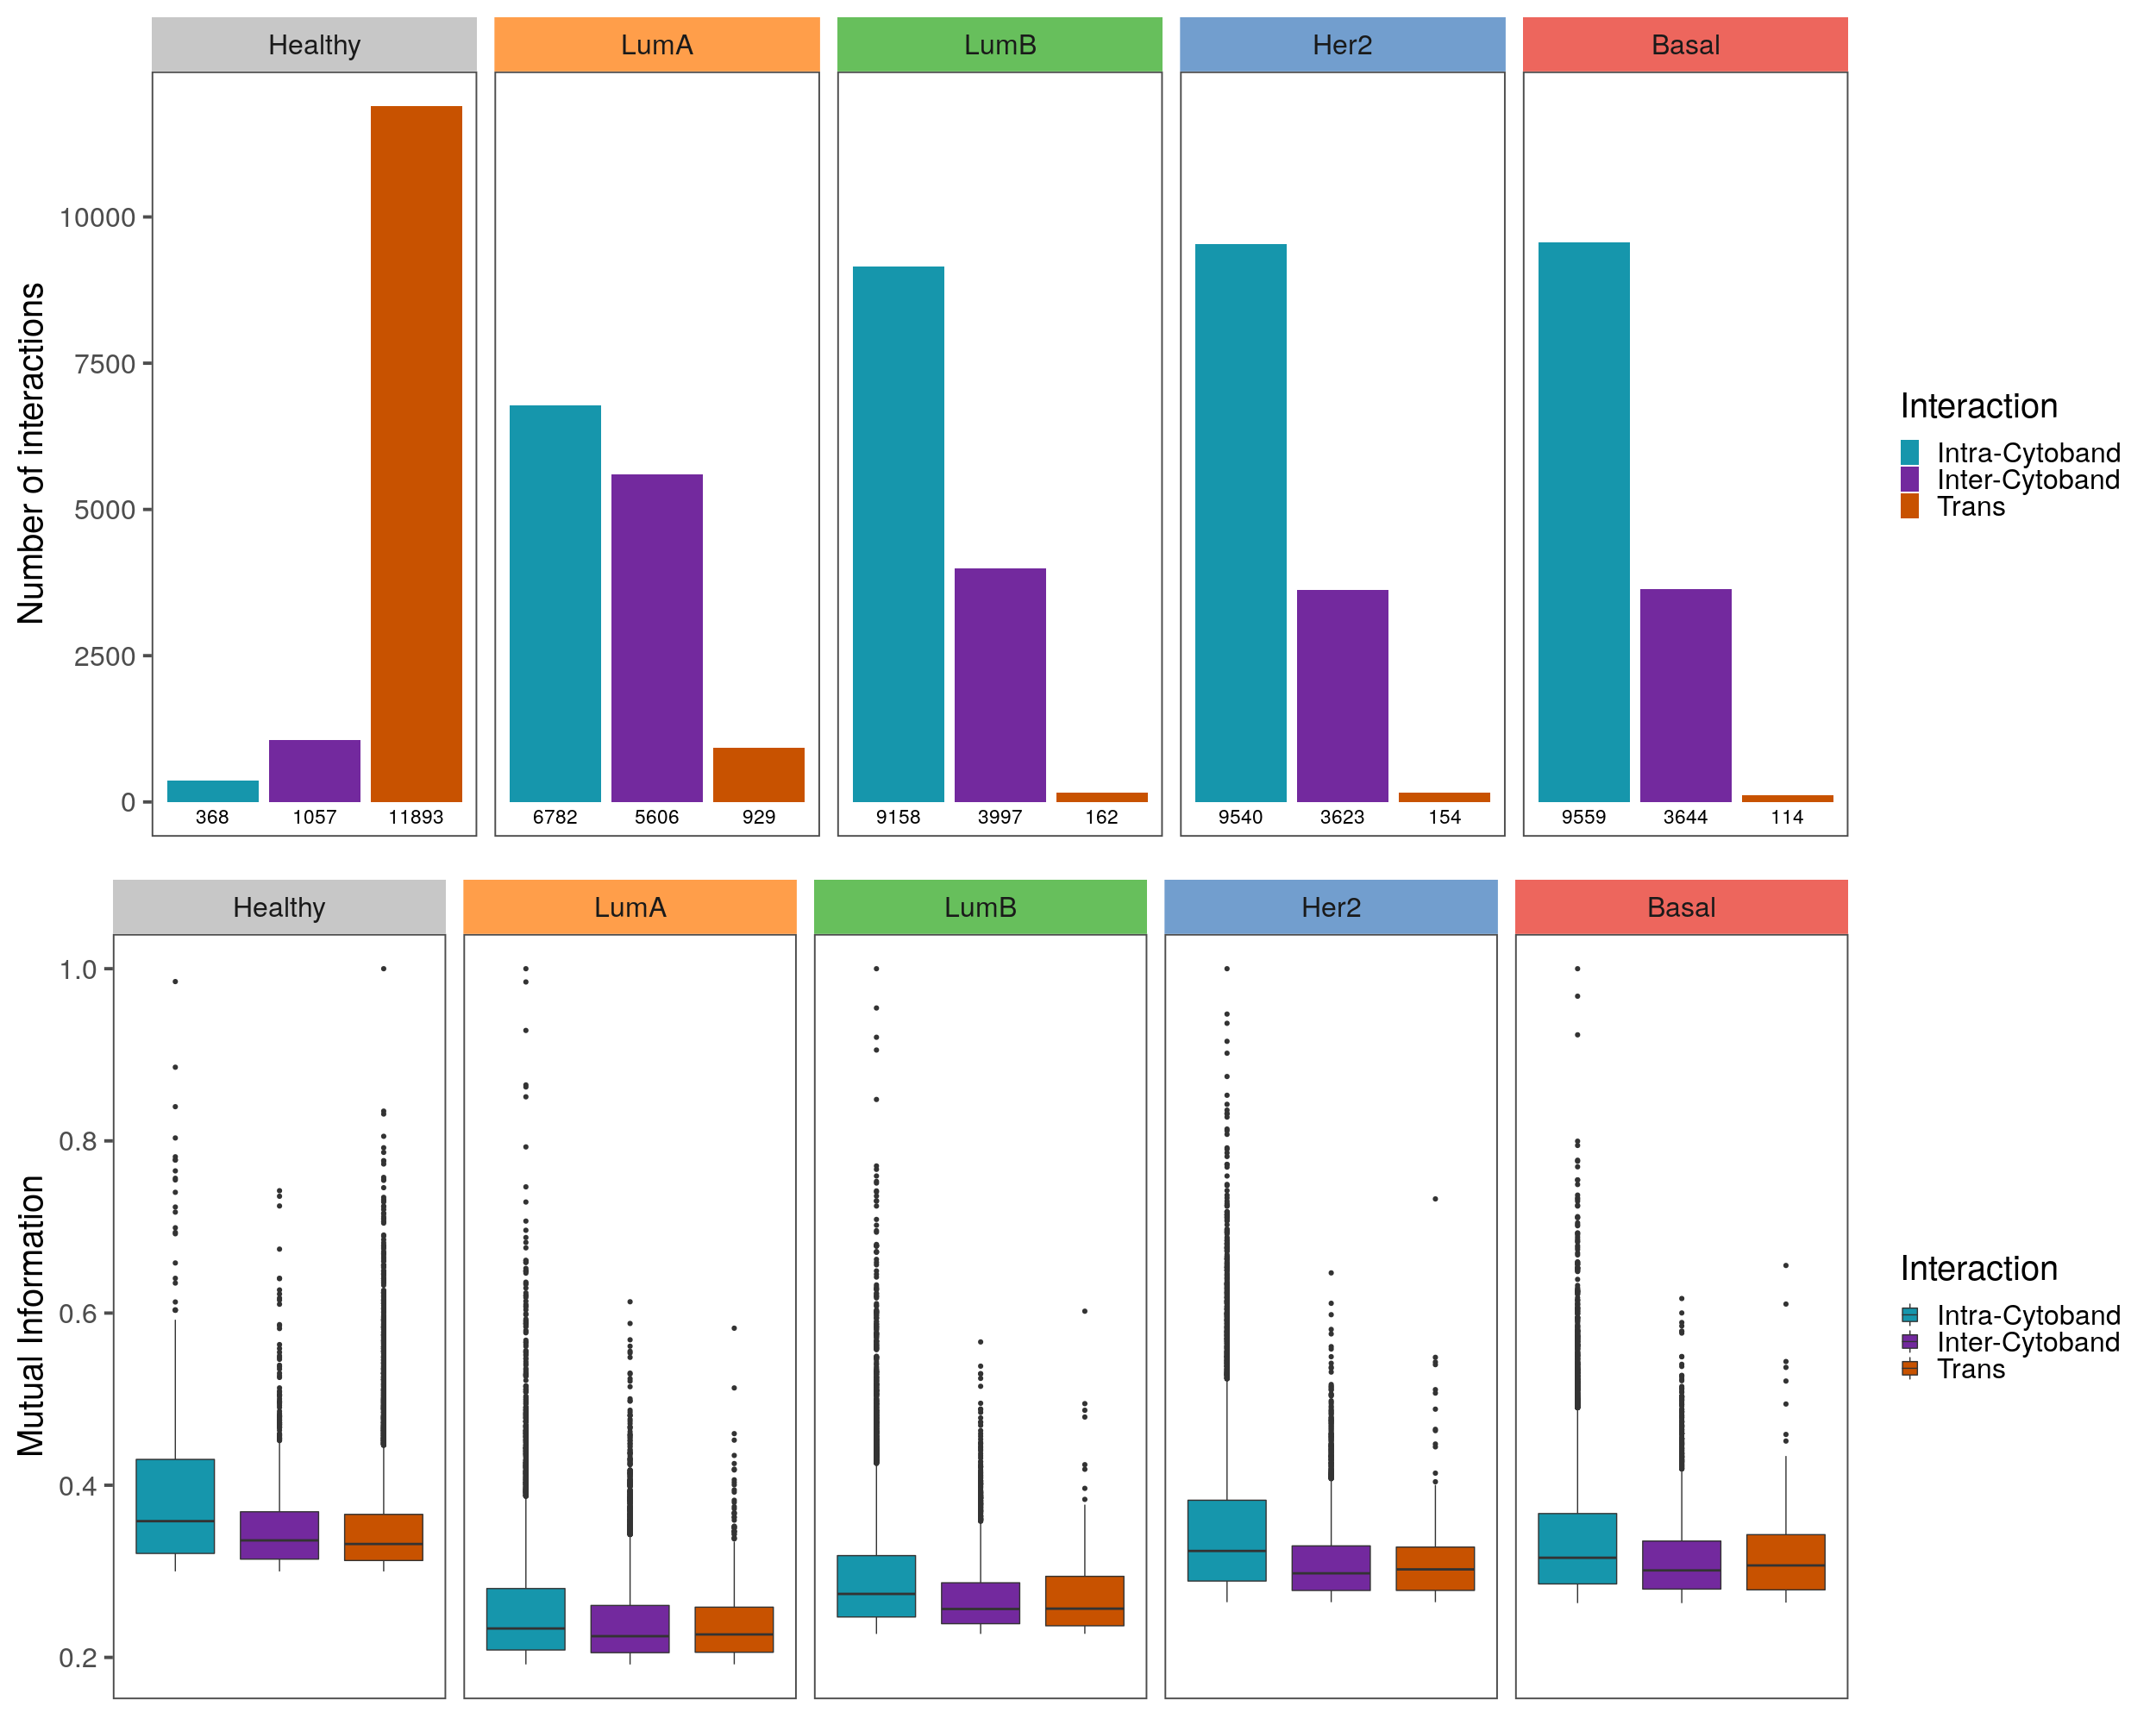 Healthy LumA LumB Her2 Basal
Number of interactions
10000
7500
5000
2500
0
368 1057 11893 6782 5606 929 9158 3997 162 9540 3623 154 9559 3644 114
Interaction
Intra-Cytoband
Inter-Cytoband
Trans
Healthy LumA LumB Her2 Basal
Mutual Information
1.0
0.8
0.6
0.4
0.2
Interaction
Intra-Cytoband
Inter-Cytoband
Trans